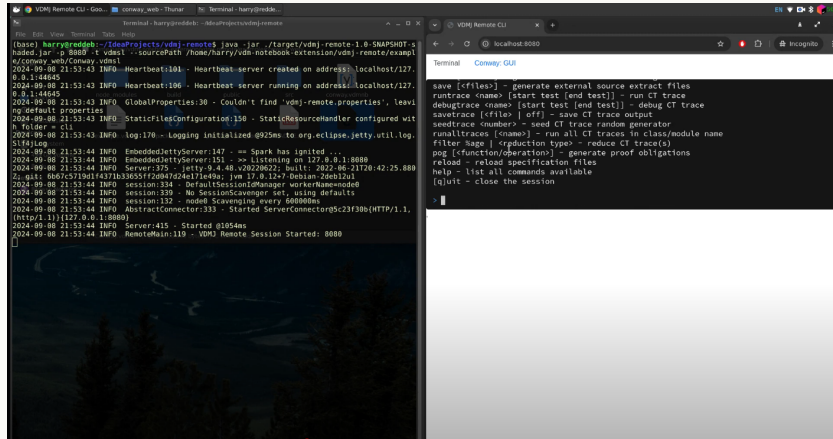 VDMJ Remote CLI - Goo... conway_web - Thunar Terminal - harry@redde... EN
Terminal - harry@reddeb: ~/IdeaProjects/vdmj-remote
File Edit View Terminal Tabs Help
(base) harry@reddeb:~/IdeaProjects/vdmj-remote$ java -jar ./target/vdmj-remote-1.0-SNAPSHOT-s
haded.jar -p 8080 -t vdmsl --sourcePath /home/harry/vdm-notebook-extension/vdmj-remote/exampl
e/conway_web/Conway.vdmsl
2024-09-08 21:53:43 INFO Heartbeat:101 - Heartbeat server created on address: localhost/127.
0.0.1:44645
2024-09-08 21:53:43 INFO Heartbeat:106 - Heartbeat server running on address: localhost/127.
0.0.1:44645
2024-09-08 21:53:43 INFO GlobalProperties:30 - Couldn't find 'vdmj-remote.properties', leavi
ng default properties
2024-09-08 21:53:43 INFO StaticFilesConfiguration:150 - StaticResourceHandler configured wit
h folder = cli
2024-09-08 21:53:43 INFO log:170 - Logging initialized @925ms to org.eclipse.jetty.util.log.
Slf4jLog
2024-09-08 21:53:44 INFO EmbeddedJettyServer:147 - == Spark has ignited ...
2024-09-08 21:53:44 INFO EmbeddedJettyServer:151 - >> Listening on 127.0.0.1:8080
2024-09-08 21:53:44 INFO Server:375 - jetty-9.4.48.v20220622; built: 2022-06-21T20:42:25.880
Z; git: 6b67c5719d1f4371b33655ff2d047d24e171e49a; jvm 17.0.12+7-Debian-2deb12u1
2024-09-08 21:53:44 INFO session:334 - DefaultSessionIdManager workerName=node0
2024-09-08 21:53:44 INFO session:339 - No SessionScavenger set, using defaults
2024-09-08 21:53:44 INFO session:132 - node0 Scavenging every 600000ms
2024-09-08 21:53:44 INFO AbstractConnector:333 - Started ServerConnector@5c23f30b{HTTP/1.1,
(http/1.1)}{127.0.0.1:8080}
2024-09-08 21:53:44 INFO Server:415 - Started @1054ms
2024-09-08 21:53:44 INFO RemoteMain:119 - VDMJ Remote Session Started: 8080
VDMJ Remote CLI
localhost:8080 Incognito
Terminal Conway: GUI
save [<files>] - generate external source extract files
runtrace <name> [start test [end test]] - run CT trace
debugtrace <name> [start test [end test]] - debug CT trace
savetrace [<file> | off] - save CT trace output
seedtrace <number> - seed CT trace random generator
runalltraces [<name>] - run all CT traces in class/module name
filter %age | <reduction type> - reduce CT trace(s)
pog [<function/operation>] - generate proof obligations
reload - reload specification files
help - list all commands available
[q]uit - close the session
>